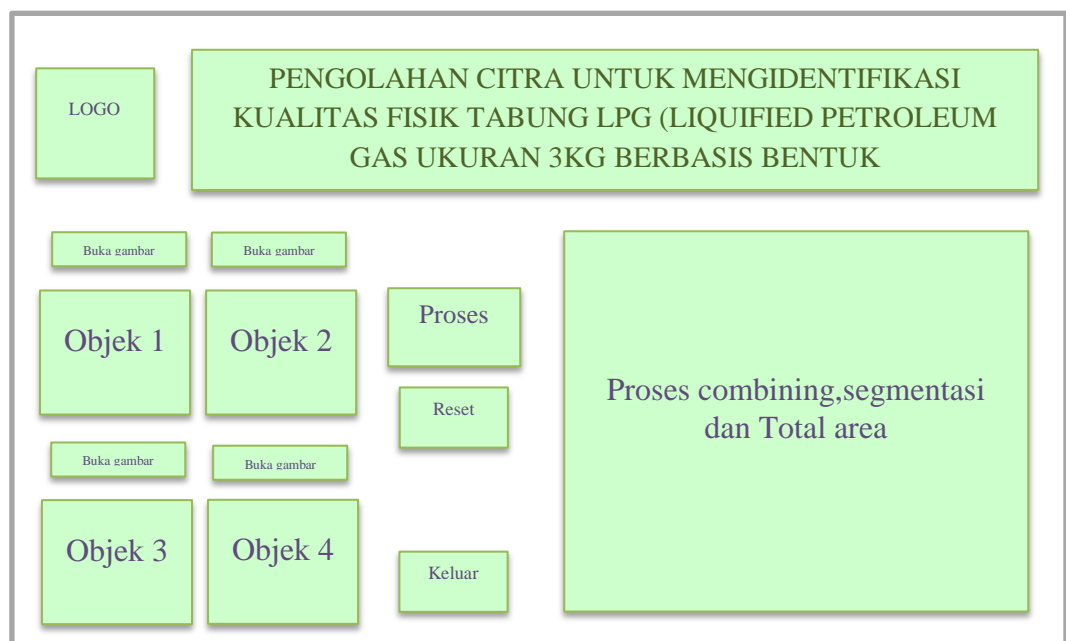 LOGO
PENGOLAHAN CITRA UNTUK MENGIDENTIFIKASI
KUALITAS FISIK TABUNG LPG (LIQUIFIED PETROLEUM
GAS UKURAN 3KG BERBASIS BENTUK
Buka gambar
Buka gambar
Objek 1
Objek 2
Proses
Reset
Proses combining,segmentasi
dan Total area
Buka gambar
Buka gambar
Objek 3
Objek 4
Keluar